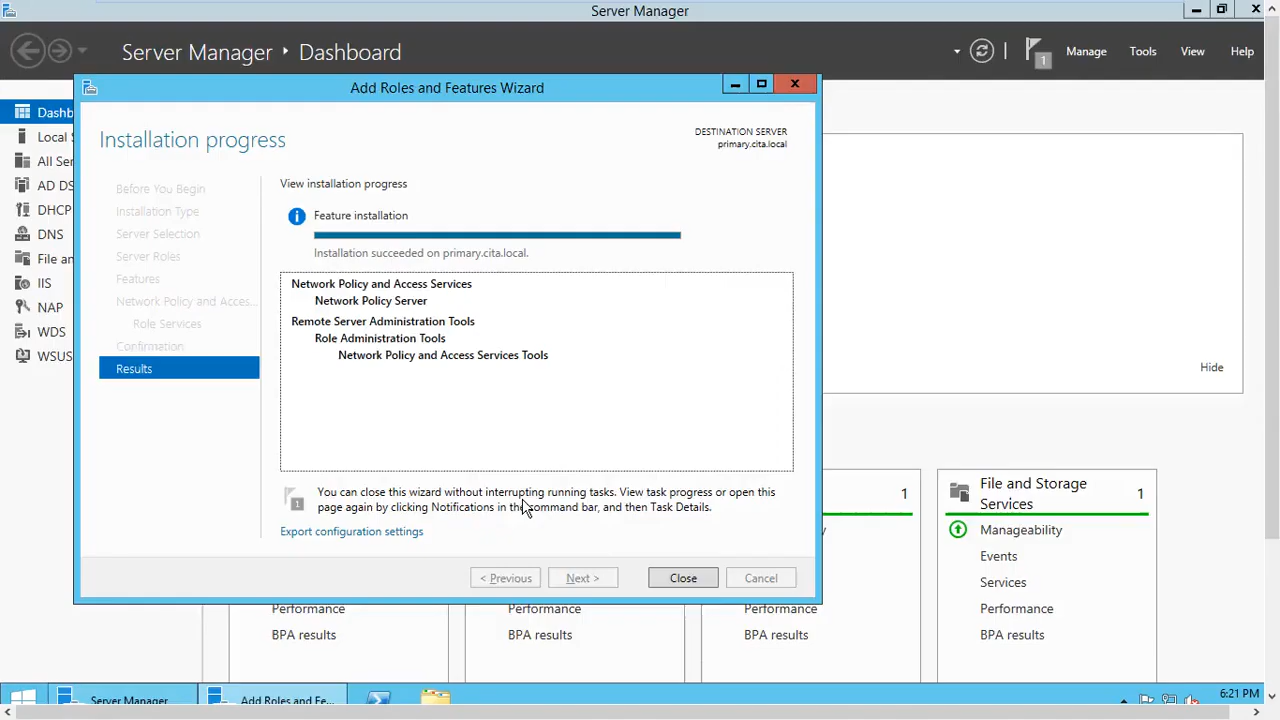 Server Manager
Server Manager
Dashboard
1
Manage
Tools
View
Help
Add Roles and Features Wizard
Dashb
Local S
All Ser
AD DS
DHCP
DNS
File an
IIS
NAP
WDS
WSUS
Installation progress
DESTINATION SERVER
primary.cita.local
Before You Begin
Installation Type
Server Selection
Server Roles
Features
Network Policy and Acces...
Role Services
Confirmation
Results
View installation progress
Feature installation
Installation succeeded on primary.cita.local.
Network Policy and Access Services
Network Policy Server
Remote Server Administration Tools
Role Administration Tools
Network Policy and Access Services Tools
1
You can close this wizard without interrupting running tasks. View task progress or open this
page again by clicking Notifications in the command bar, and then Task Details.
Export configuration settings
< Previous
Next >
Close
Cancel
Hide
1
File and Storage
Services
1
Manageability
Events
Services
Performance
BPA results
Performance
BPA results
Performance
BPA results
Performance
BPA results
Server Manager
Add Roles and Fe...
6:21 PM